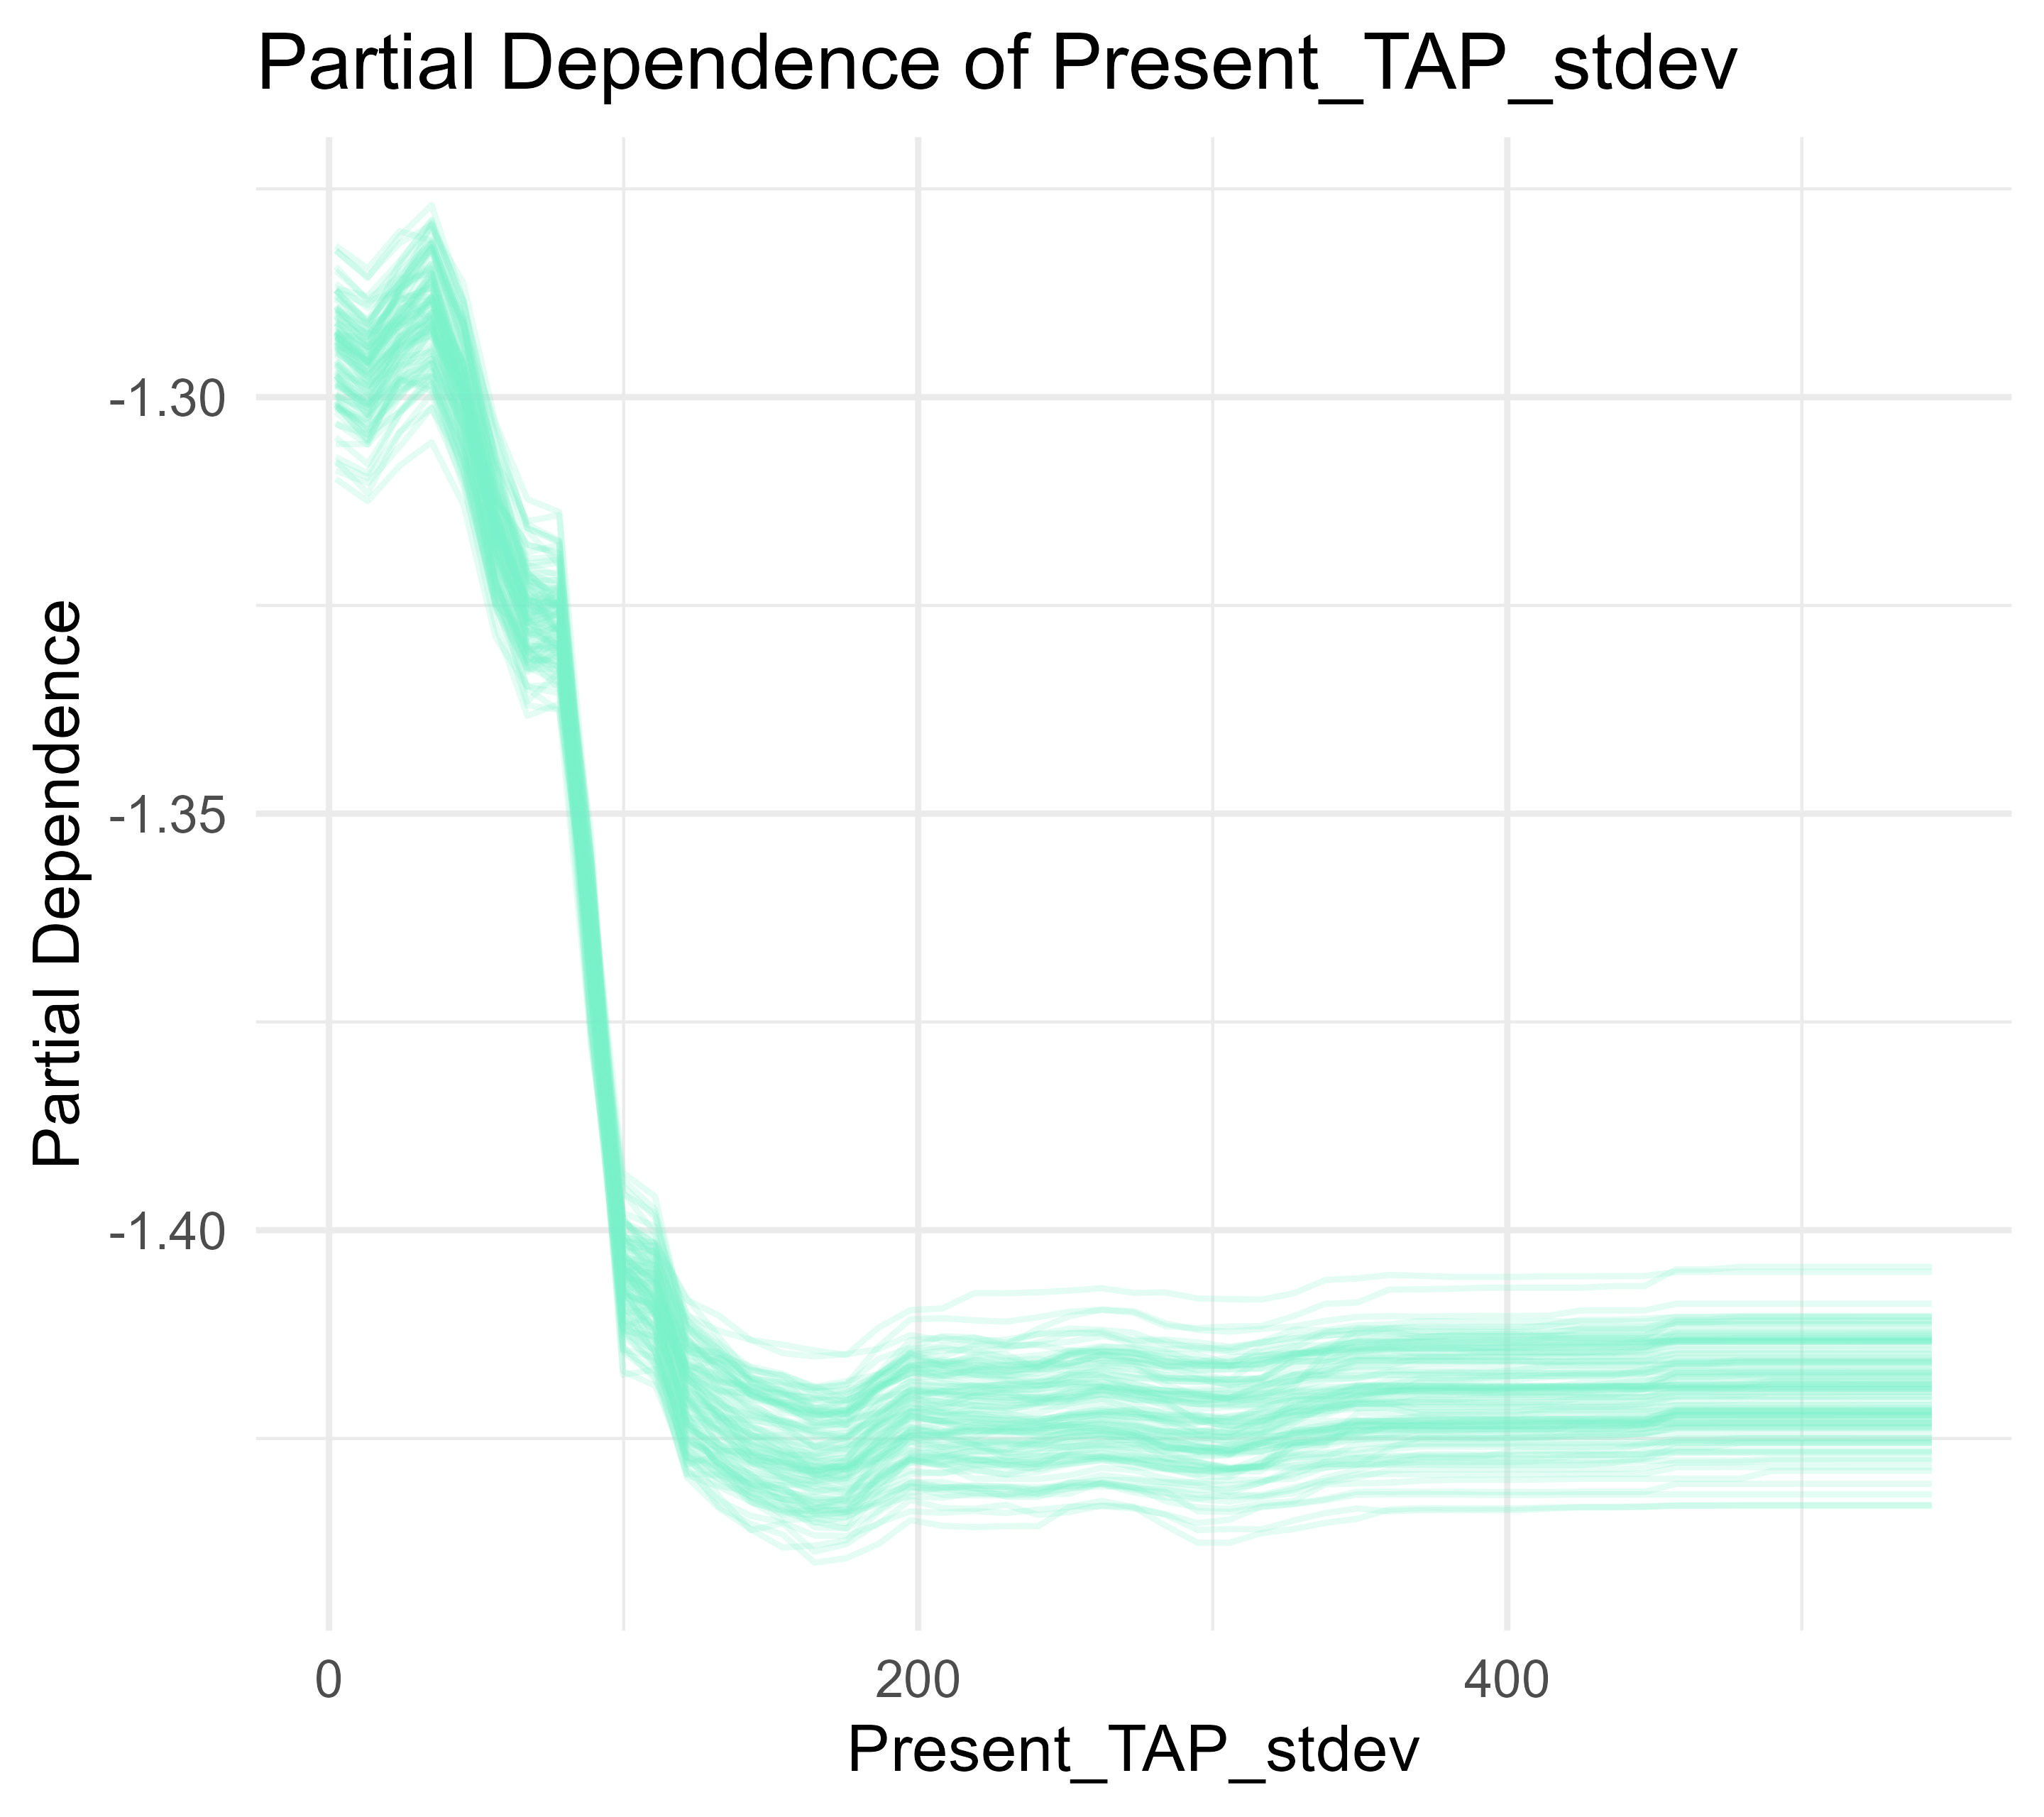 Partial Dependence of Present_TAP_stdev
Partial Dependence
-1.30
-1.35
-1.40
0
200
400
Present_TAP_stdev